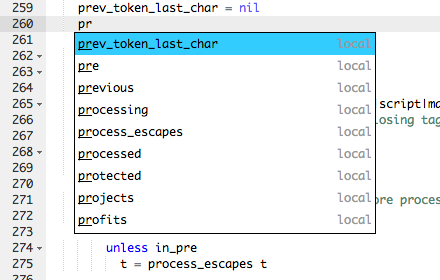 259 prev_token_last_char = nil
260 pr
261 prev_token_last_char local
262 pre local
263 previous local
264 processing local
265 script|ma
266 process_escapes local losing tag
267 processed local
268 protected local
269 projects local
270 profits local
271 ore proces
272
273
274 unless in_pre
275 t = process_escapes t
276